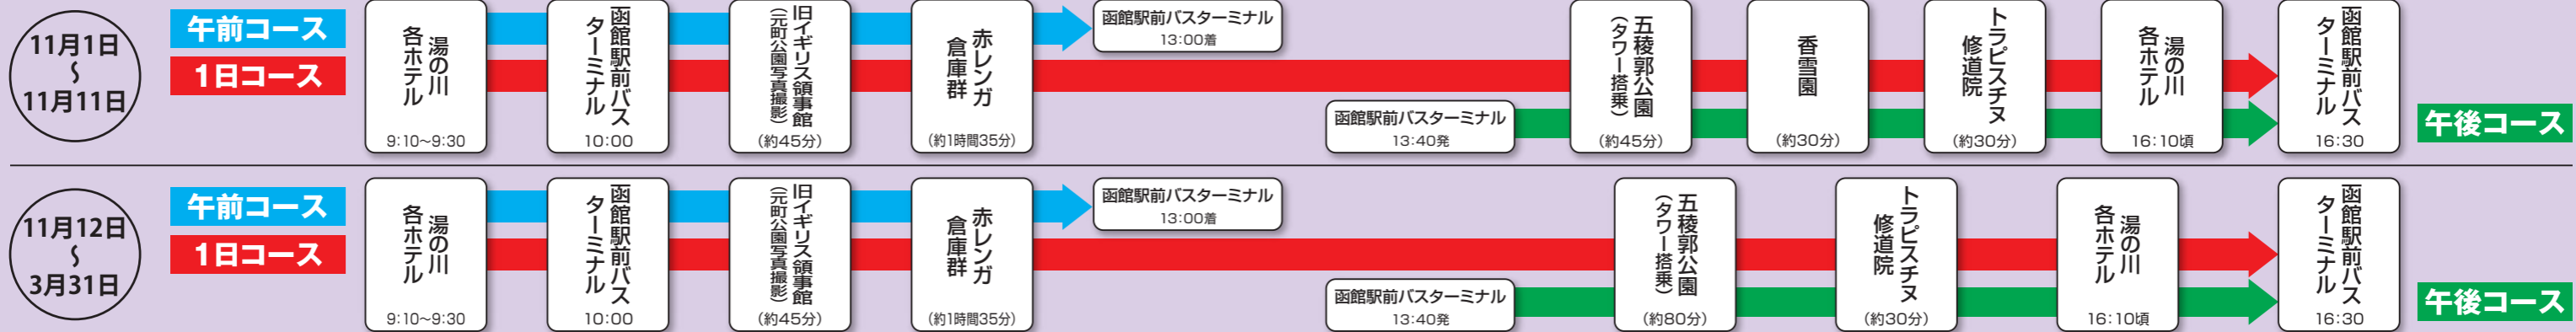 11月1日
〜
11月11日
午前コース
1日コース
湯の川
各ホテル
9:10~9:30
函館駅前バス
ターミナル
10:00
旧イギリス領事館
（元町公園写真撮影）
（約45分）
赤レンガ
倉庫群
（約1時間35分）
函館駅前バスターミナル
13:00着
函館駅前バスターミナル
13:40発
五稜郭公園
（タワー搭乗）
（約45分）
香雪園
（約30分）
トラピスチヌ
修道院
（約30分）
湯の川
各ホテル
16:10頃
函館駅前バス
ターミナル
16:30
午後コース
11月12日
〜
3月31日
午前コース
1日コース
湯の川
各ホテル
9:10~9:30
函館駅前バス
ターミナル
10:00
旧イギリス領事館
（元町公園写真撮影）
（約45分）
赤レンガ
倉庫群
（約1時間35分）
函館駅前バスターミナル
13:00着
函館駅前バスターミナル
13:40発
五稜郭公園
（タワー搭乗）
（約80分）
トラピスチヌ
修道院
（約30分）
湯の川
各ホテル
16:10頃
函館駅前バス
ターミナル
16:30
午後コース